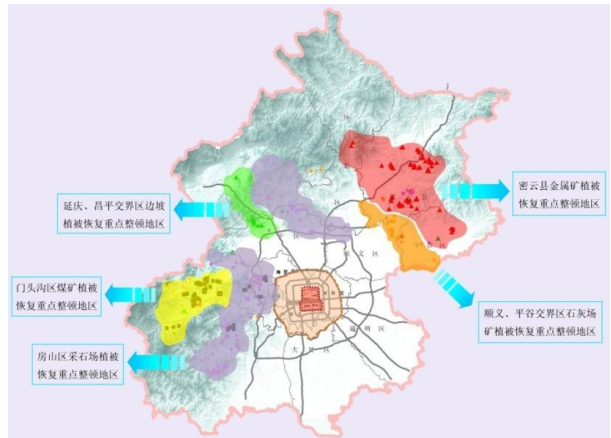 密云县金属矿植被
恢复重点整顿地区
延庆、昌平交界区边坡
植被恢复重点整顿地区
门头沟区煤矿植被
恢复重点整顿地区
顺义、平谷交界区石灰场
矿植被恢复重点整顿地区
房山区采石场植被
恢复重点整顿地区
通州区